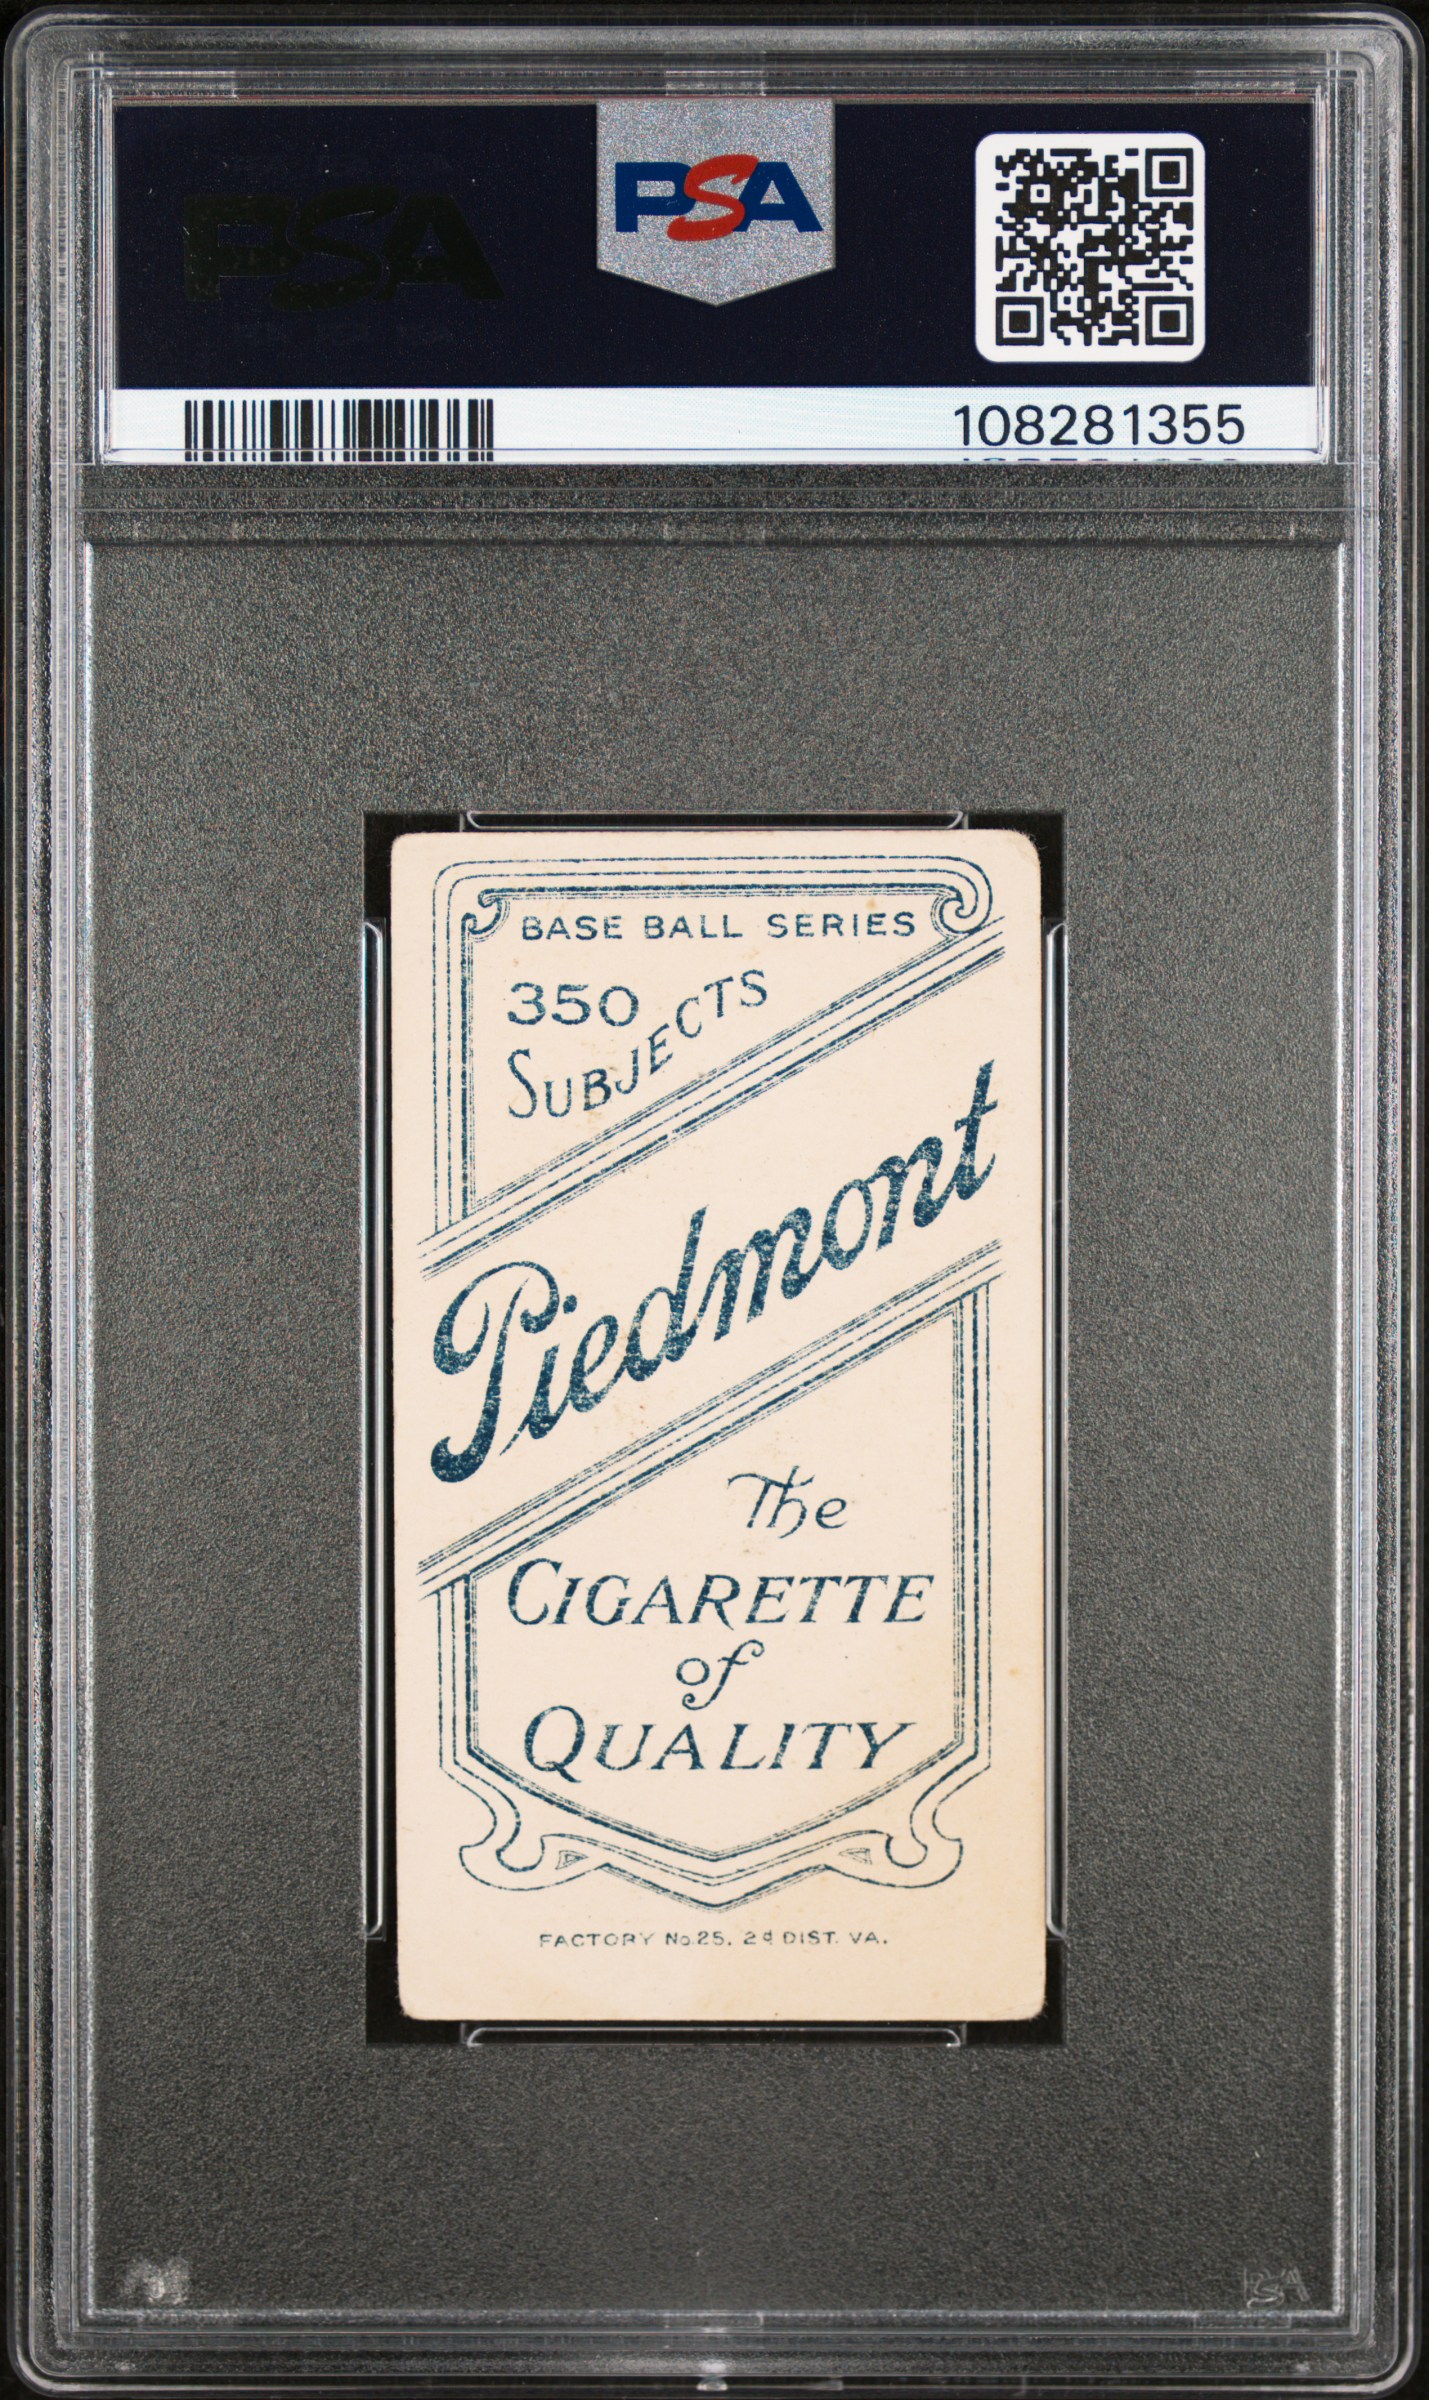 PSA
PSA
108281355
BASE BALL SERIES
350
SUBJECTS
Piedmont
The
CIGARETTE
of
QUALITY
FACTORY No.25. 2d DIST. VA.
PSA